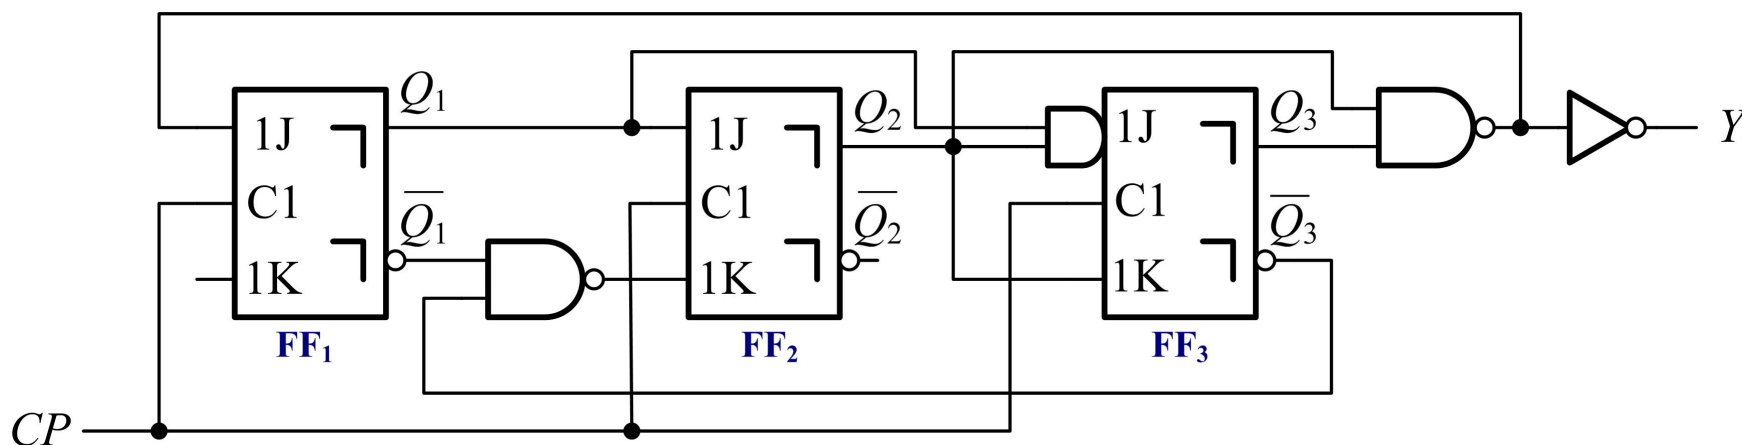 Q₁
Q₂
Q₃
1J
1J
1J
Y
C1
C1
C1
Q̅₁
Q̅₂
Q̅₃
1K
1K
1K
FF₁
FF₂
FF₃
CP